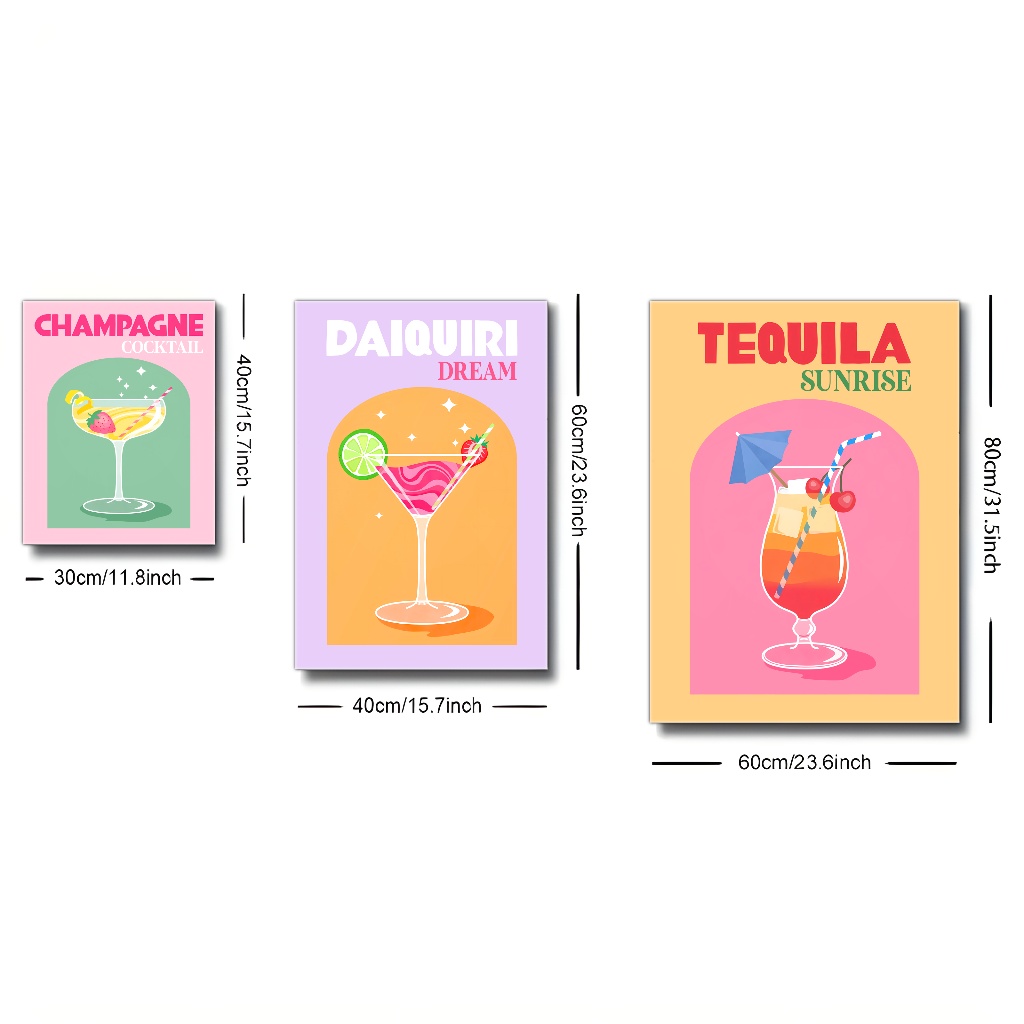 CHAMPAGNE
COCKTAIL
40cm/15.7inch
30cm/11.8inch
DAIQUIRI
DREAM
60cm/23.6inch
40cm/15.7inch
TEQUILA
SUNRISE
80cm/31.5inch
60cm/23.6inch